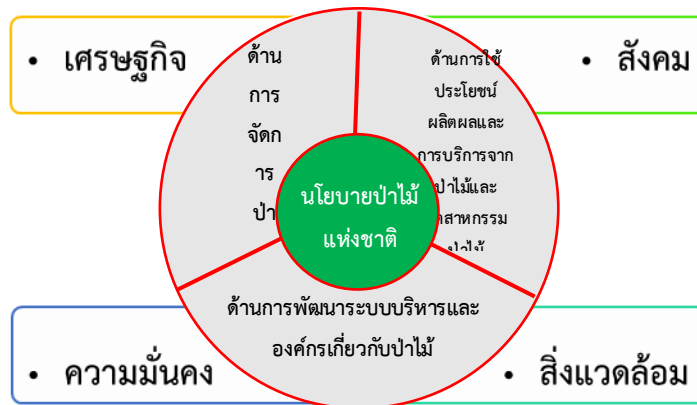 เศรษฐกิจ
สังคม
ด้าน
การ
จัดก
าร
ป่า
ด้านการใช้
ประโยชน์
ผลิตผลและ
การบริการจาก
ป่าไม้และ
สาหกรรม
ป่าไม้
นโยบายป่าไม้
แห่งชาติ
ด้านการพัฒนาระบบบริหารและ
องค์กรเกี่ยวกับป่าไม้
ความมั่นคง
สิ่งแวดล้อม